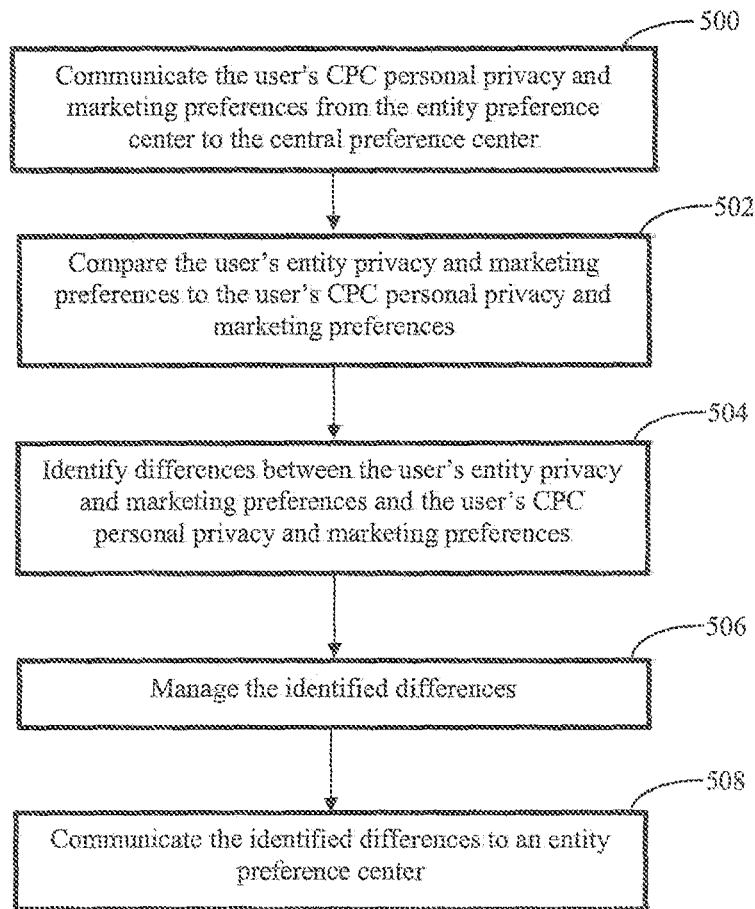 500
Communicate the user's CPC personal privacy and
marketing preferences from the entity preference
center to the central preference center
502
Compare the user's entity privacy and marketing
preferences to the user's CPC personal privacy and
marketing preferences
504
Identify differences between the user's entity privacy
and marketing preferences and the user's CPC
personal privacy and marketing preferences
506
Manage the identified differences
508
Communicate the identified differences to an entity
preference center